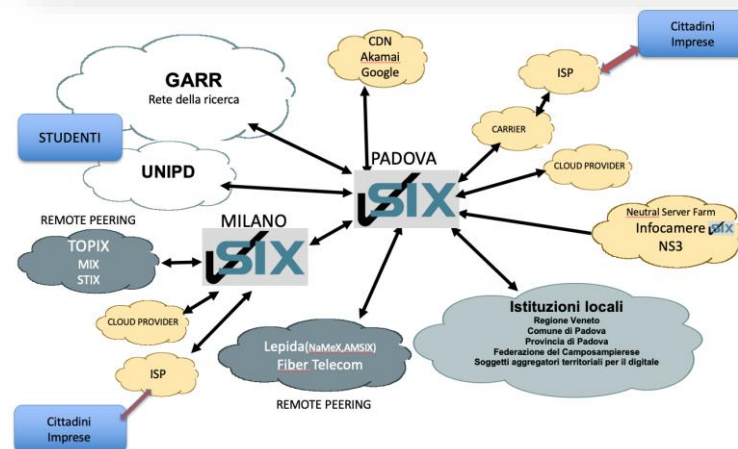 CDN
Akamai
Google
ISP
Cittadini
Imprese
GARR
Rete della ricerca
STUDENTI
UNIPD
CARRIER
PADOVA
CLOUD PROVIDER
VSIX
REMOTE PEERING
MILANO
VSIX
TOPIX
MIX
STIX
Neutral Server Farm
Infocamere VSIX
NS3
CLOUD PROVIDER
ISP
Lepida(NaMeX,AMSIX)
Fiber Telecom
REMOTE PEERING
Istituzioni locali
Regione Veneto
Comune di Padova
Provincia di Padova
Federazione del Camposampierese
Soggetti aggregatori territoriali per il digitale
Cittadini
Imprese